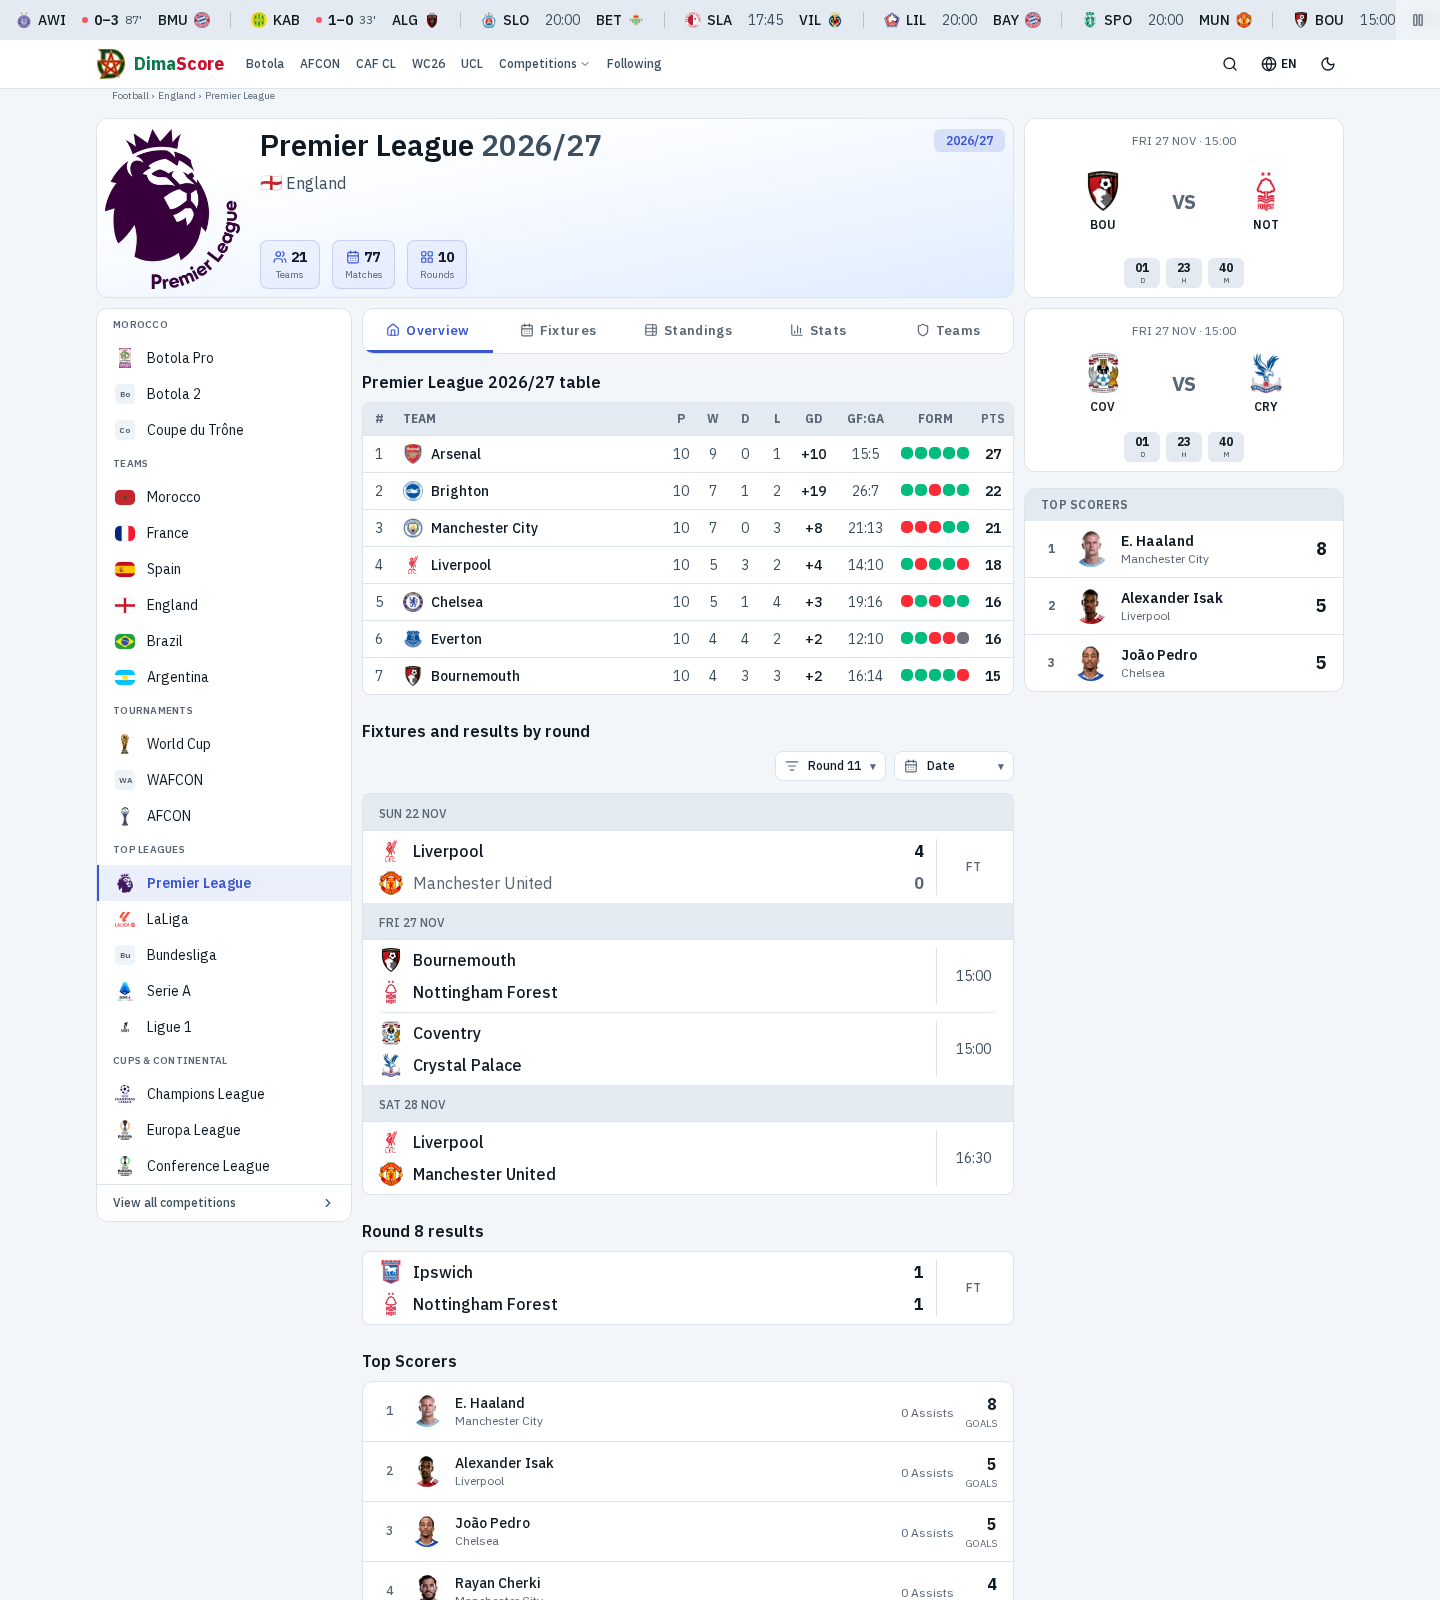 AWI 0–3 87' BMU KAB 1–0 33' ALG SLO 20:00 BET SLA 17:45 VIL LIL 20:00 BAY SPO 20:00 MUN BOU 15:00
DimaScore Botola AFCON CAF CL WC26 UCL Competitions Following EN
Football › England › Premier League
Premier League
Premier League 2026/27
2026/27
England
21 Teams
77 Matches
10 Rounds
FRI 27 NOV · 15:00
BOU VS NOT
01 D 23 H 40 M
MOROCCO
Botola Pro
Bo Botola 2
Co Coupe du Trône
TEAMS
Morocco
France
Spain
England
Brazil
Argentina
TOURNAMENTS
World Cup
WA WAFCON
AFCON
TOP LEAGUES
Premier League
LaLiga
Bu Bundesliga
Serie A
Ligue 1
CUPS & CONTINENTAL
Champions League
Europa League
Conference League
View all competitions
Overview Fixtures Standings Stats Teams
Premier League 2026/27 table
# TEAM P W D L GD GF:GA FORM PTS
1 Arsenal 10 9 0 1 +10 15:5 27
2 Brighton 10 7 1 2 +19 26:7 22
3 Manchester City 10 7 0 3 +8 21:13 21
4 Liverpool 10 5 3 2 +4 14:10 18
5 Chelsea 10 5 1 4 +3 19:16 16
6 Everton 10 4 4 2 +2 12:10 16
7 Bournemouth 10 4 3 3 +2 16:14 15
Fixtures and results by round
Round 11 Date
SUN 22 NOV
Liverpool 4
Manchester United 0
FT
FRI 27 NOV
Bournemouth
Nottingham Forest
15:00
Coventry
Crystal Palace
15:00
SAT 28 NOV
Liverpool
Manchester United
16:30
Round 8 results
Ipswich 1
Nottingham Forest 1
FT
Top Scorers
1 E. Haaland Manchester City 0 Assists 8 GOALS
2 Alexander Isak Liverpool 0 Assists 5 GOALS
3 João Pedro Chelsea 0 Assists 5 GOALS
4 Rayan Cherki Manchester City 0 Assists 4
FRI 27 NOV · 15:00
COV VS CRY
01 D 23 H 40 M
TOP SCORERS
1 E. Haaland Manchester City 8
2 Alexander Isak Liverpool 5
3 João Pedro Chelsea 5